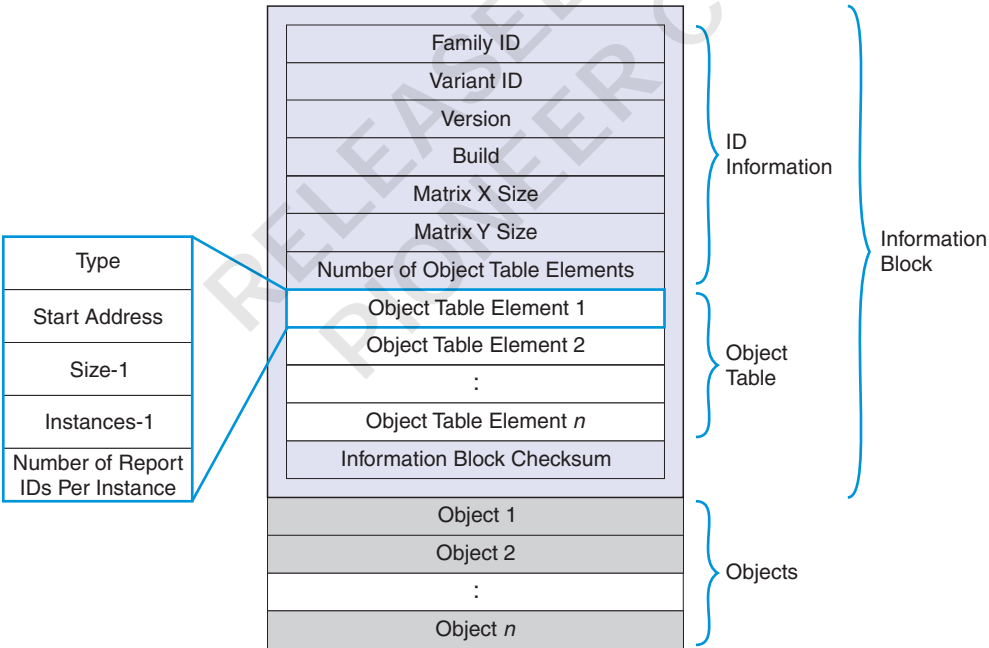 RELEASE
PIONEER C
Family ID
Variant ID
Version
Build
Matrix X Size
Matrix Y Size
Number of Object Table Elements
Object Table Element 1
Object Table Element 2
:
Object Table Element n
Information Block Checksum
ID
Information
Object
Table
Information
Block
Type
Start Address
Size-1
Instances-1
Number of Report
IDs Per Instance
Object 1
Object 2
:
Object n
Objects